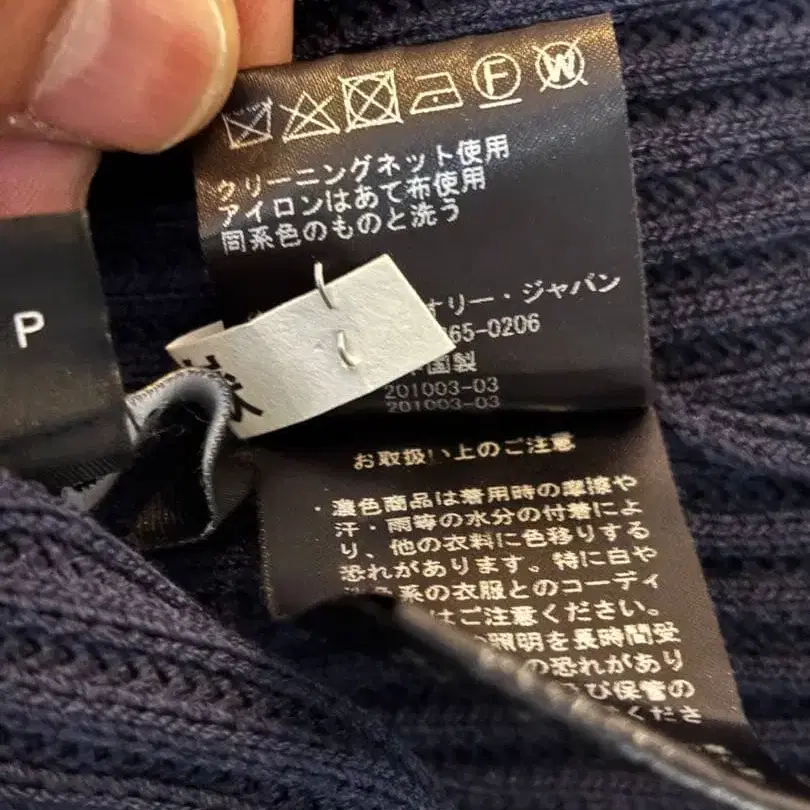 F W
クリーニングネット使用
アイロンはあて布使用
同系色のものと洗う
P
オリー・ジャパン
65-0206
国製
201003-03
201003-03
お取扱い上のご注意
・濃色商品は着用時の摩擦や
汗・雨等の水分の付着によ
り、他の衣料に色移りする
恐れがあります。特に白や
色系の衣服とのコーディ
はご注意ください。
照明を長時間受
の恐れがあり
及び保管の
くださ